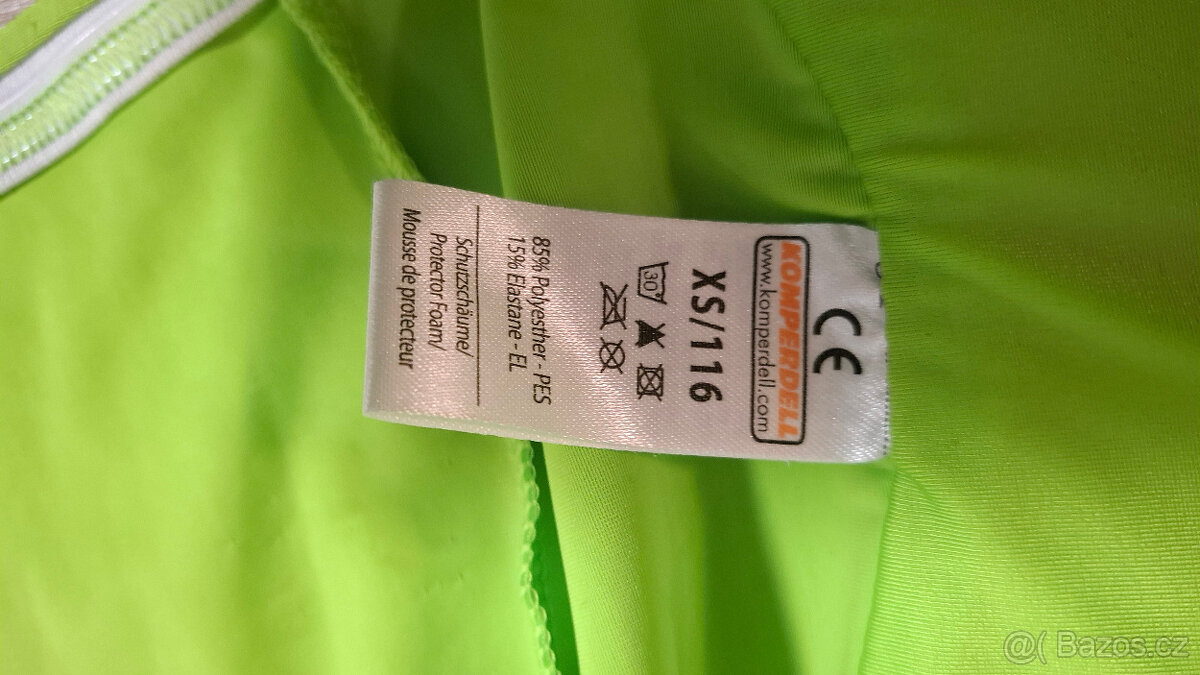 CE
KOMPERDELL
www.komperdell.com
XS/116
30
85% Polyesther - PES
15% Elastane - EL
Schutzschäume/
Protector Foam/
Mousse de protecteur
@( Bazos.cz